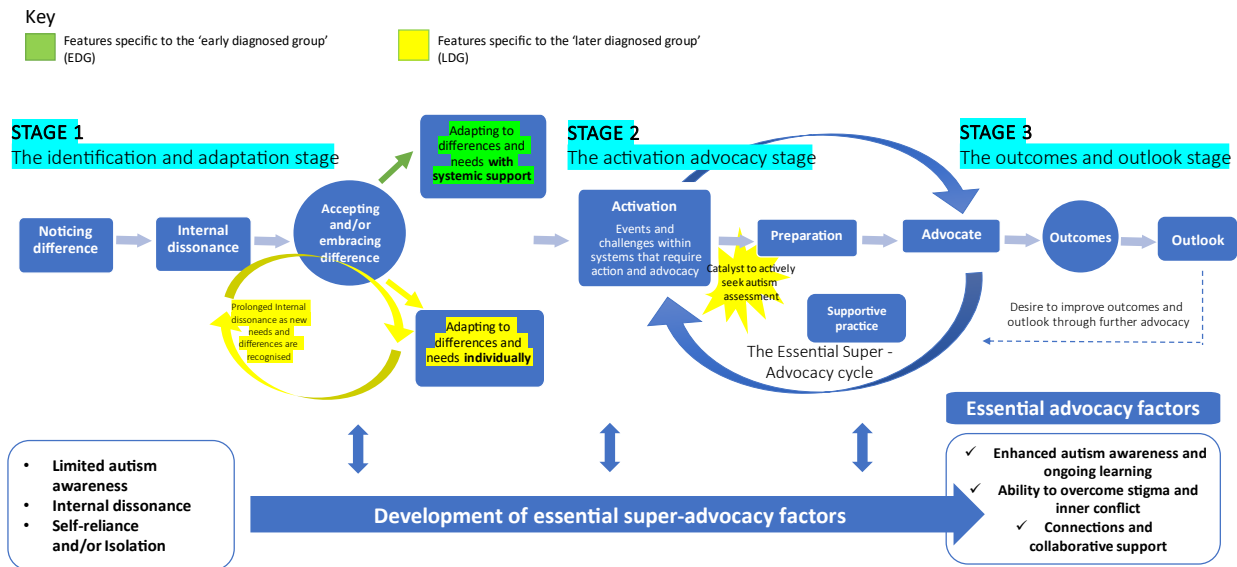 Key
Features specific to the ‘early diagnosed group’
(EDG)
Features specific to the ‘later diagnosed group’
(LDG)
STAGE 1
The identification and adaptation stage
STAGE 2
The activation advocacy stage
STAGE 3
The outcomes and outlook stage
Noticing
difference
Internal
dissonance
Accepting
and/or
embracing
difference
Adapting to
differences and
needs with
systemic support
Prolonged Internal
dissonance as new
needs and
differences are
recognised
Adapting to
differences and
needs individually
Activation
Events and
challenges within
systems that require
action and advocacy
Catalyst to actively
seek autism
assessment
Preparation
Supportive
practice
Advocate
The Essential Super -
Advocacy cycle
Outcomes
Outlook
Desire to improve outcomes and
outlook through further advocacy
• Limited autism
awareness
• Internal dissonance
• Self-reliance
and/or Isolation
Development of essential super-advocacy factors
Essential advocacy factors
✓ Enhanced autism awareness and
ongoing learning
✓ Ability to overcome stigma and
inner conflict
✓ Connections and
collaborative support